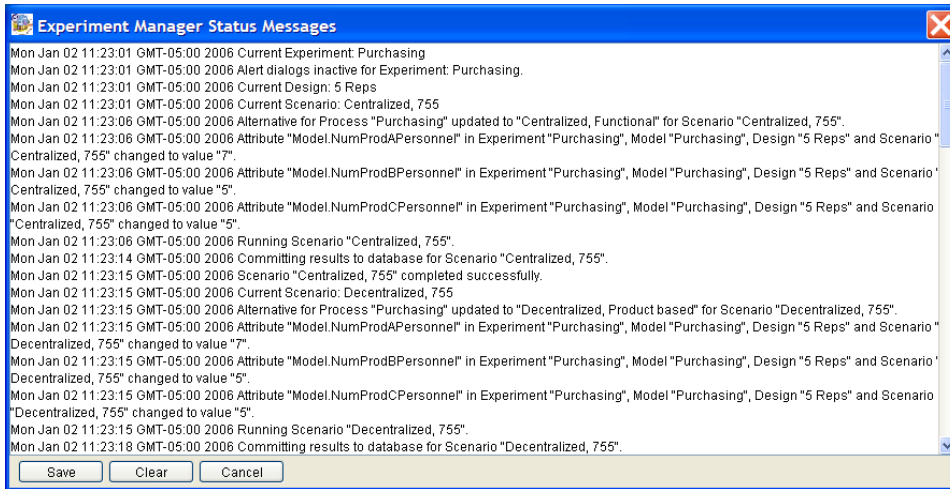 Experiment Manager Status Messages
Mon Jan 02 11:23:01 GMT-05:00 2006 Current Experiment: Purchasing
Mon Jan 02 11:23:01 GMT-05:00 2006 Alert dialogs inactive for Experiment: Purchasing.
Mon Jan 02 11:23:01 GMT-05:00 2006 Current Design: 5 Reps
Mon Jan 02 11:23:01 GMT-05:00 2006 Current Scenario: Centralized, 755
Mon Jan 02 11:23:06 GMT-05:00 2006 Alternative for Process "Purchasing" updated to "Centralized, Functional" for Scenario "Centralized, 755".
Mon Jan 02 11:23:06 GMT-05:00 2006 Attribute "Model.NumProdAPersonnel" in Experiment "Purchasing", Model "Purchasing", Design "5 Reps" and Scenario "
Centralized, 755" changed to value "7".
Mon Jan 02 11:23:06 GMT-05:00 2006 Attribute "Model.NumProdBPersonnel" in Experiment "Purchasing", Model "Purchasing", Design "5 Reps" and Scenario "
Centralized, 755" changed to value "5".
Mon Jan 02 11:23:06 GMT-05:00 2006 Attribute "Model.NumProdCPersonnel" in Experiment "Purchasing", Model "Purchasing", Design "5 Reps" and Scenario
"Centralized, 755" changed to value "5".
Mon Jan 02 11:23:06 GMT-05:00 2006 Running Scenario "Centralized, 755".
Mon Jan 02 11:23:14 GMT-05:00 2006 Committing results to database for Scenario "Centralized, 755".
Mon Jan 02 11:23:15 GMT-05:00 2006 Scenario "Centralized, 755" completed successfully.
Mon Jan 02 11:23:15 GMT-05:00 2006 Current Scenario: Decentralized, 755
Mon Jan 02 11:23:15 GMT-05:00 2006 Alternative for Process "Purchasing" updated to "Decentralized, Product based" for Scenario "Decentralized, 755".
Mon Jan 02 11:23:15 GMT-05:00 2006 Attribute "Model.NumProdAPersonnel" in Experiment "Purchasing", Model "Purchasing", Design "5 Reps" and Scenario "
Decentralized, 755" changed to value "7".
Mon Jan 02 11:23:15 GMT-05:00 2006 Attribute "Model.NumProdBPersonnel" in Experiment "Purchasing", Model "Purchasing", Design "5 Reps" and Scenario "
Decentralized, 755" changed to value "5".
Mon Jan 02 11:23:15 GMT-05:00 2006 Attribute "Model.NumProdCPersonnel" in Experiment "Purchasing", Model "Purchasing", Design "5 Reps" and Scenario
"Decentralized, 755" changed to value "5".
Mon Jan 02 11:23:15 GMT-05:00 2006 Running Scenario "Decentralized, 755".
Mon Jan 02 11:23:18 GMT-05:00 2006 Committing results to database for Scenario "Decentralized, 755".
Save Clear Cancel